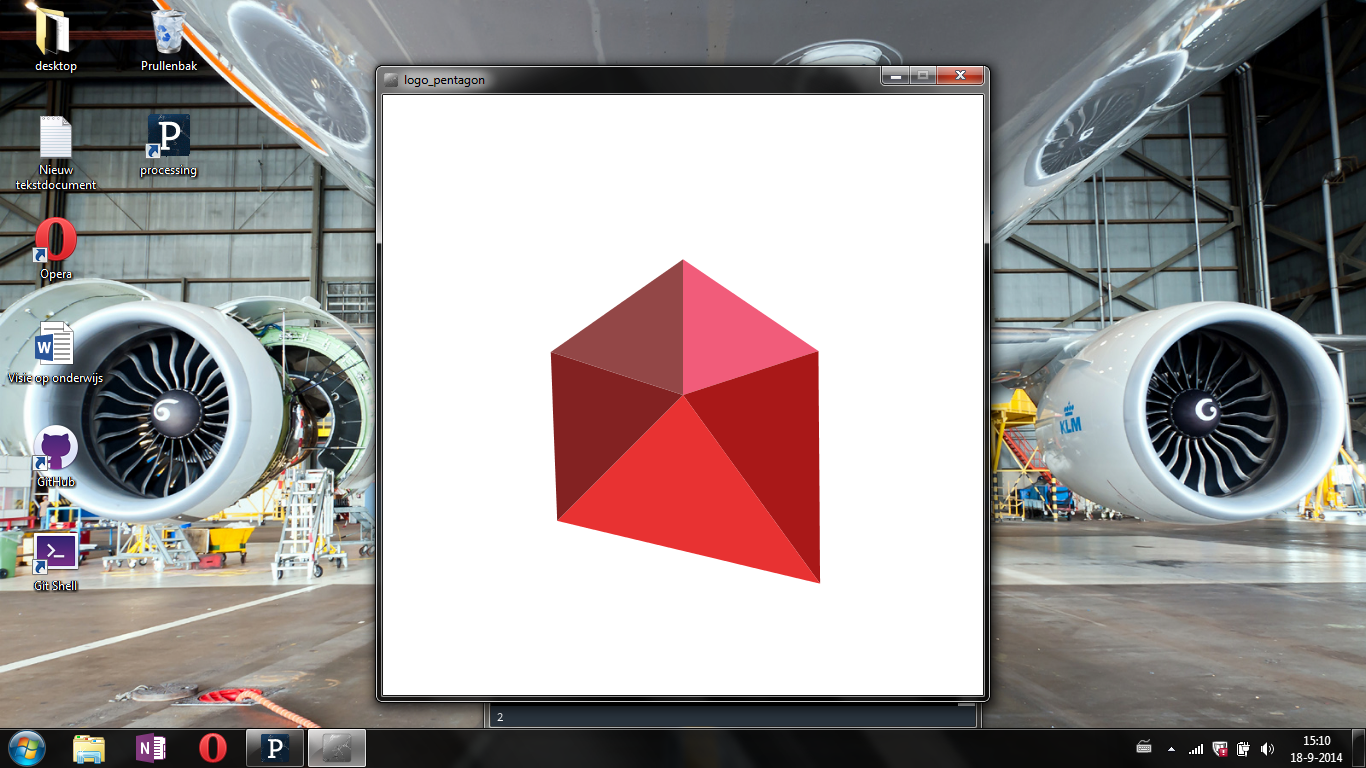 desktop
Prullenbak
Nieuw
tekstdocument
processing
Opera
Visie op onderwijs
GitHub
Git Shell
logo_pentagon
KLM
2
15:10
18-9-2014